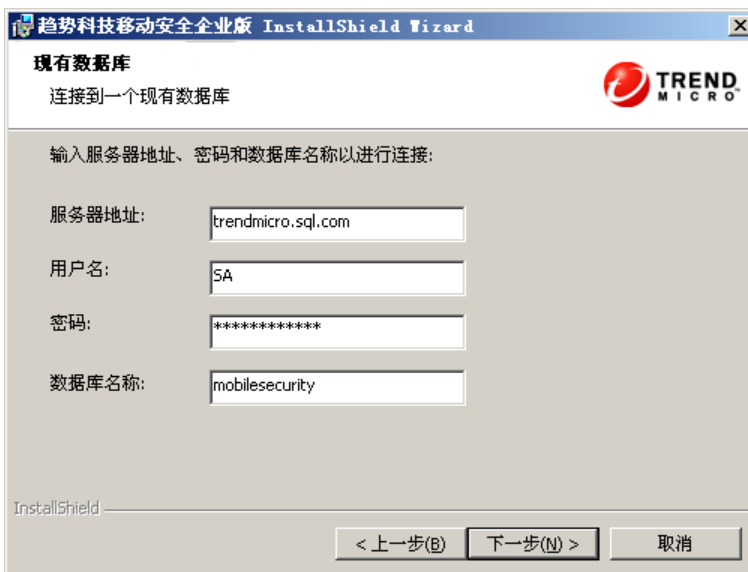 趋势科技移动安全企业版 InstallShield Wizard
现有数据库
连接到一个现有数据库
TREND
MICRO
输入服务器地址、密码和数据库名称以进行连接:
服务器地址:
trendmicro.sql.com
用户名:
SA
密码:
************
数据库名称:
mobilesecurity
InstallShield
< 上一步(B)
下一步(N) >
取消